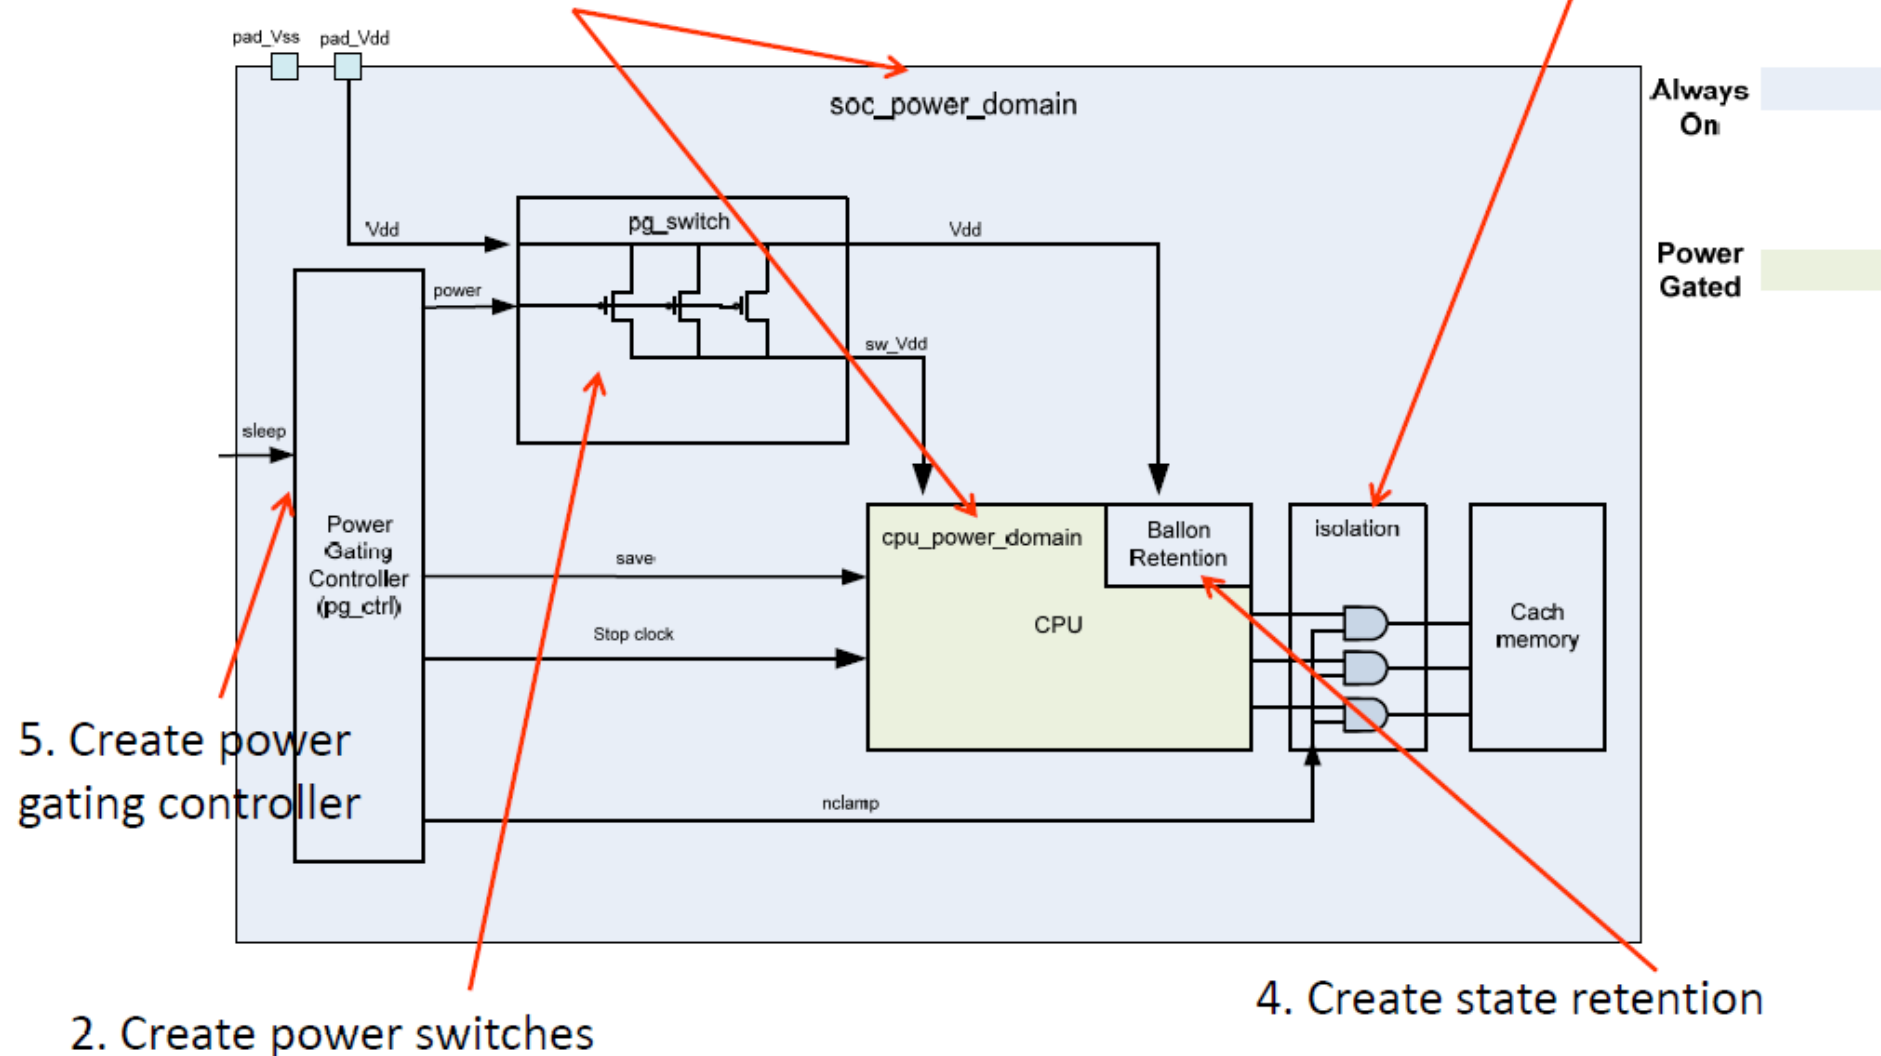 pad_Vss
pad_Vdd
soc_power_domain
Always
On
Vdd
pg_switch
Vdd
Power
Gated
power
sw_Vdd
sleep
Power
Gating
Controller
(pg_ctrl)
save
Stop clock
cpu_power_domain
Ballon
Retention
CPU
isolation
Cach
memory
5. Create power
gating controller
nclamp
4. Create state retention
2. Create power switches